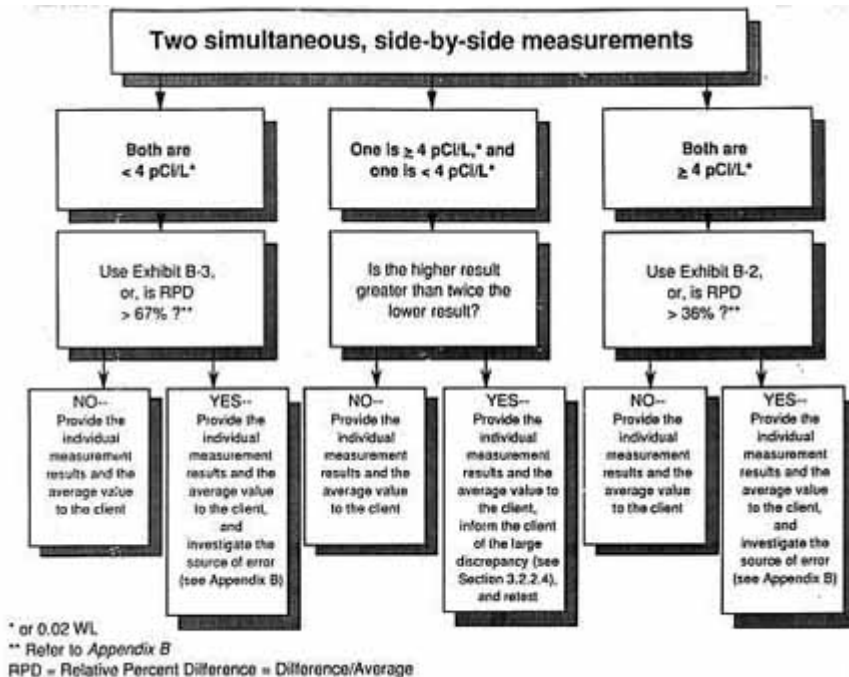 Two simultaneous, side-by-side measurements
Both are
< 4 pCi/L*
One is ≥ 4 pCi/L,* and
one is < 4 pCi/L*
Both are
≥ 4 pCi/L*
Use Exhibit B-3,
or, is RPD
> 67% ?**
Is the higher result
greater than twice the
lower result?
Use Exhibit B-2,
or, is RPD
> 36% ?**
NO--
Provide the
individual
measurement
results and the
average value
to the client
YES--
Provide the
individual
measurement
results and the
average value
to the client,
and
investigate the
source of error
(see Appendix B)
NO--
Provide the
individual
measurement
results and the
average value
to the client
YES--
Provide the
individual
measurement
results and the
average value to
the client,
inform the client
of the large
discrepancy (see
Section 3.2.2.4),
and retest
NO--
Provide the
individual
measurement
results and the
average value
to the client
YES--
Provide the
individual
measurement
results and the
average value
to the client,
and
investigate the
source of error
(see Appendix B)
* or 0.02 WL
** Refer to Appendix B
RPD = Relative Percent Difference = Difference/Average